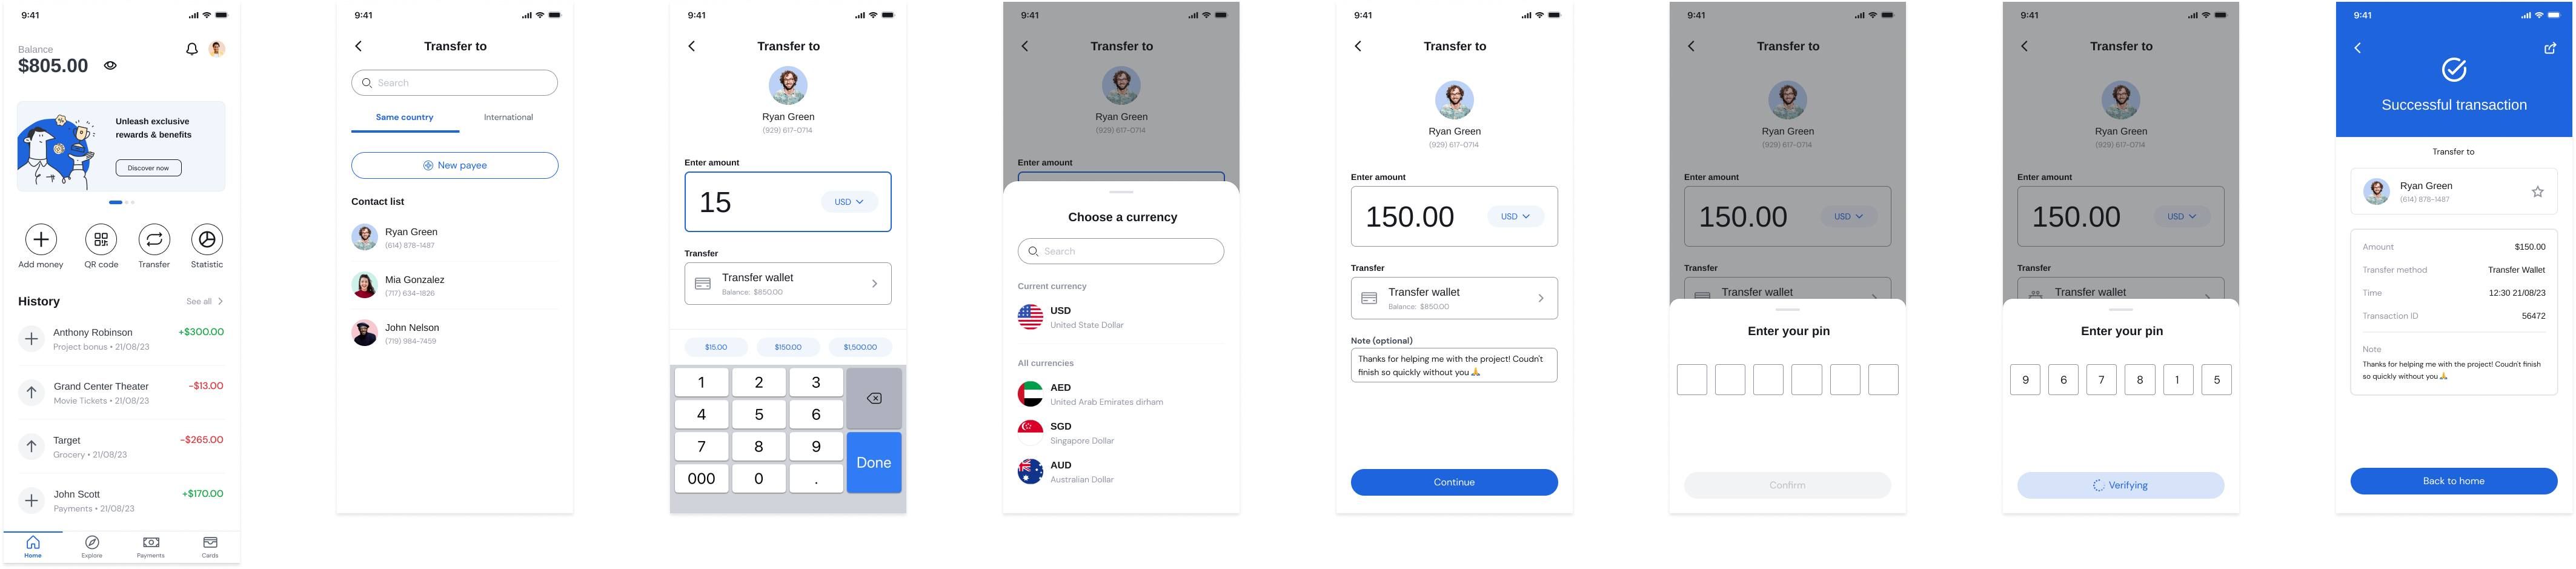 9:41
Balance
$805.00
Unleash exclusive
rewards & benefits
Discover now
Add money
QR code
Transfer
Statistic
History
See all
Anthony Robinson
+$300.00
Project bonus • 21/08/23
Grand Center Theater
-$13.00
Movie Tickets • 21/08/23
Target
-$265.00
Grocery • 21/08/23
John Scott
+$170.00
Payments • 21/08/23
Home
Explore
Payments
Cards
9:41
Transfer to
Search
Same country
International
New payee
Contact list
Ryan Green
(614) 878-1487
Mia Gonzalez
(717) 634-1826
John Nelson
(719) 984-7459
9:41
Transfer to
Ryan Green
(929) 617-0714
Enter amount
15
USD
Transfer
Transfer wallet
Balance: $850.00
$15.00
$150.00
$1,500.00
1
2
3
4
5
6
7
8
9
Done
000
0
.
9:41
Transfer to
Ryan Green
(929) 617-0714
Enter amount
Choose a currency
Search
Current currency
USD
United State Dollar
All currencies
AED
United Arab Emirates dirham
SGD
Singapore Dollar
AUD
Australian Dollar
9:41
Transfer to
Ryan Green
(929) 617-0714
Enter amount
150.00
USD
Transfer
Transfer wallet
Balance: $850.00
Note (optional)
Thanks for helping me with the project! Coudn't
finish so quickly without you 🙏
Continue
9:41
Transfer to
Ryan Green
(929) 617-0714
Enter amount
150.00
USD
Transfer
Transfer wallet
Enter your pin
Confirm
9:41
Transfer to
Ryan Green
(929) 617-0714
Enter amount
150.00
USD
Transfer
Transfer wallet
Enter your pin
9
6
7
8
1
5
Verifying
9:41
Successful transaction
Transfer to
Ryan Green
(614) 878-1487
Amount
$150.00
Transfer method
Transfer Wallet
Time
12:30 21/08/23
Transaction ID
56472
Note
Thanks for helping me with the project! Coudn't finish
so quickly without you 🙏
Back to home